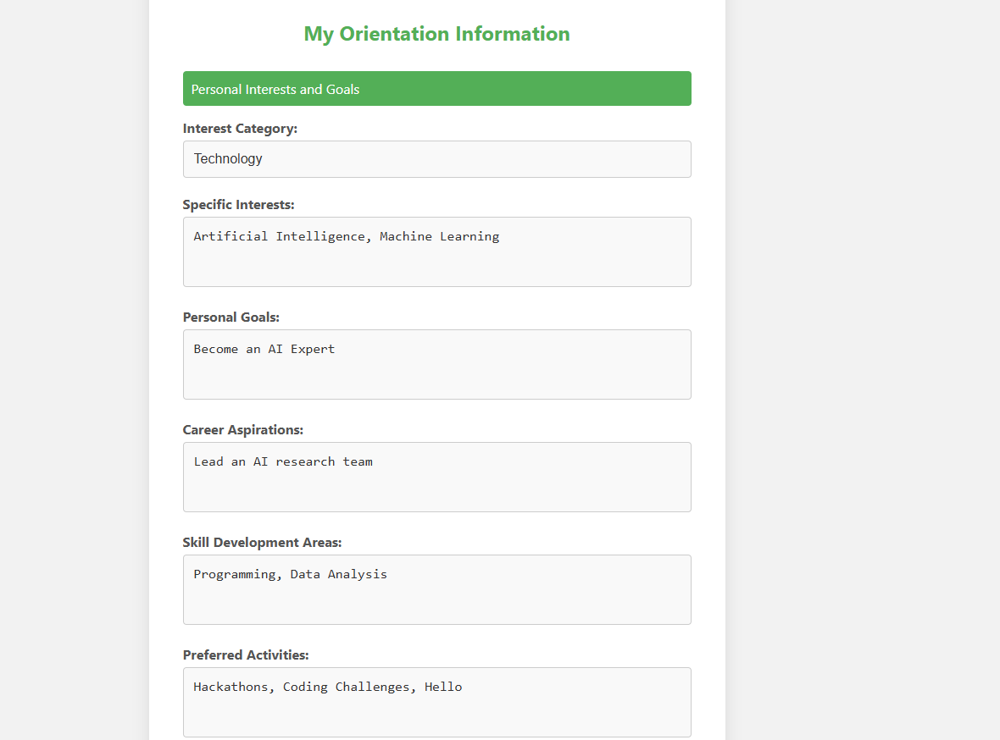 My Orientation Information
Personal Interests and Goals
Interest Category:
Technology
Specific Interests:
Artificial Intelligence, Machine Learning
Personal Goals:
Become an AI Expert
Career Aspirations:
Lead an AI research team
Skill Development Areas:
Programming, Data Analysis
Preferred Activities:
Hackathons, Coding Challenges, Hello